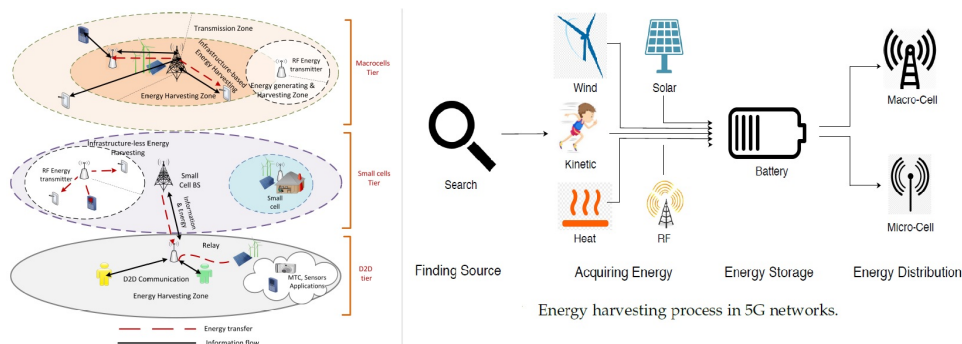 Transmission Zone
Infrastructure-based
Energy Harvesting
RF Energy
transmitter
Energy Harvesting Zone
Energy generating &
Harvesting Zone
Macrocells
Tier
Infrastructure-less Energy
Harvesting
RF Energy
transmitter
Small
Cell BS
Information
& Energy
Small
cell
Small cells
Tier
Relay
D2D Communication
Energy Harvesting Zone
MTC, Sensors
Applications
D2D
tier
Energy transfer
Information flow
Search
Wind
Solar
Kinetic
Heat
RF
Battery
Macro-Cell
Micro-Cell
Finding Source
Acquiring Energy
Energy Storage
Energy Distribution
Energy harvesting process in 5G networks.